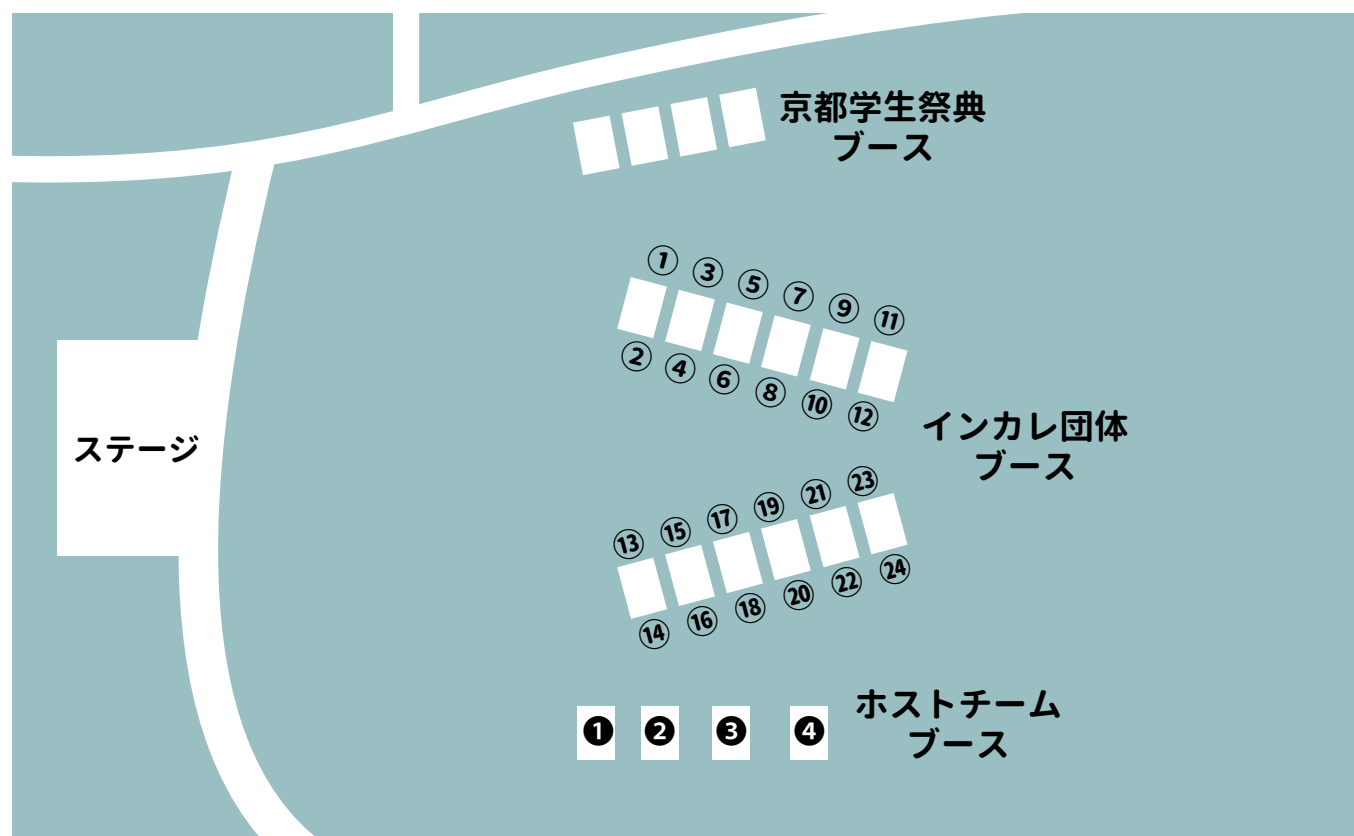 京都学生祭典
ブース
① ③ ⑤ ⑦ ⑨ ⑪
② ④ ⑥ ⑧ ⑩ ⑫
インカレ団体
ブース
ステージ
⑬ ⑮ ⑰ ⑲ ㉑ ㉓
⑭ ⑯ ⑱ ⑳ ㉒ ㉔
ホストチーム
ブース
❶ ❷ ❸ ❹